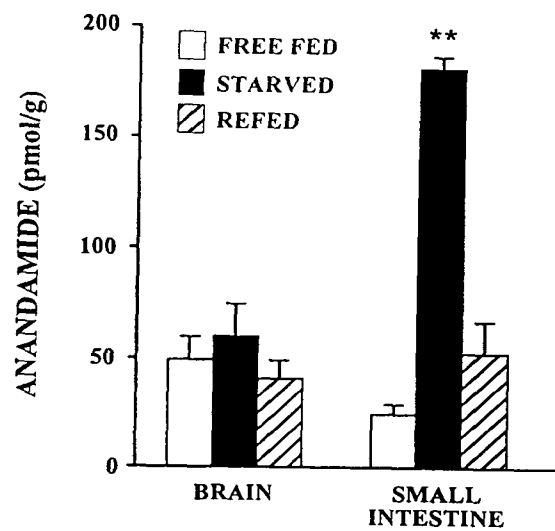 200
150
100
50
0
ANANDAMIDE (pmol/g)
FREE FED
STARVED
REFED
**
BRAIN
SMALL
INTESTINE